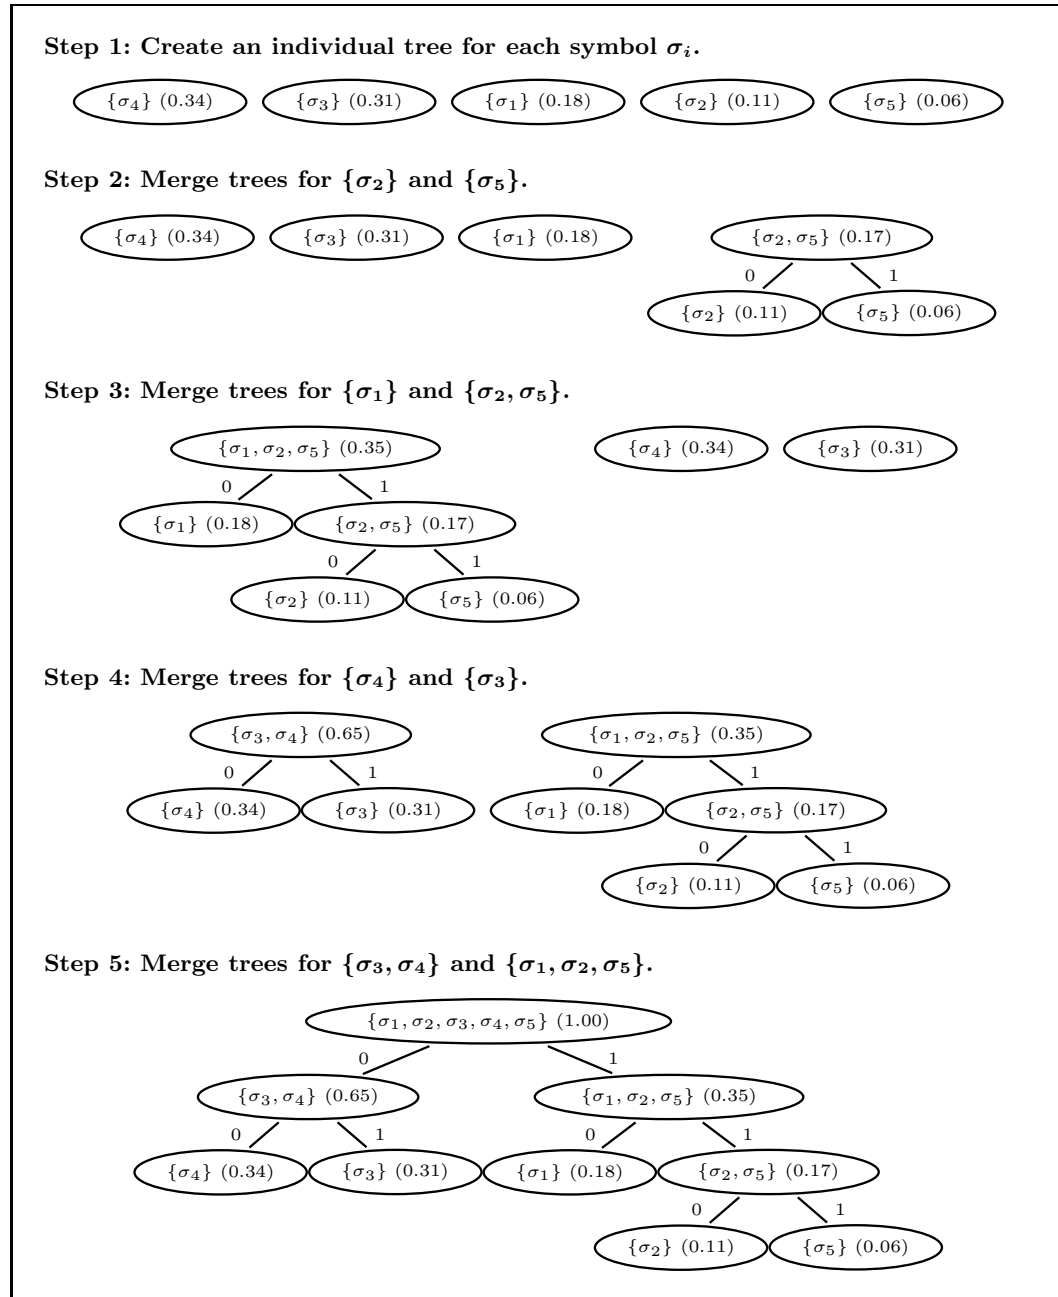 Step 1: Create an individual tree for each symbol σᵢ.
{σ₄} (0.34) {σ₃} (0.31) {σ₁} (0.18) {σ₂} (0.11) {σ₅} (0.06)
Step 2: Merge trees for {σ₂} and {σ₅}.
{σ₄} (0.34) {σ₃} (0.31) {σ₁} (0.18) {σ₂, σ₅} (0.17)
0 1
{σ₂} (0.11) {σ₅} (0.06)
Step 3: Merge trees for {σ₁} and {σ₂, σ₅}.
{σ₁, σ₂, σ₅} (0.35) {σ₄} (0.34) {σ₃} (0.31)
0 1
{σ₁} (0.18) {σ₂, σ₅} (0.17)
0 1
{σ₂} (0.11) {σ₅} (0.06)
Step 4: Merge trees for {σ₄} and {σ₃}.
{σ₃, σ₄} (0.65) {σ₁, σ₂, σ₅} (0.35)
0 1 0 1
{σ₄} (0.34) {σ₃} (0.31) {σ₁} (0.18) {σ₂, σ₅} (0.17)
0 1
{σ₂} (0.11) {σ₅} (0.06)
Step 5: Merge trees for {σ₃, σ₄} and {σ₁, σ₂, σ₅}.
{σ₁, σ₂, σ₃, σ₄, σ₅} (1.00)
0 1
{σ₃, σ₄} (0.65) {σ₁, σ₂, σ₅} (0.35)
0 1 0 1
{σ₄} (0.34) {σ₃} (0.31) {σ₁} (0.18) {σ₂, σ₅} (0.17)
0 1
{σ₂} (0.11) {σ₅} (0.06)